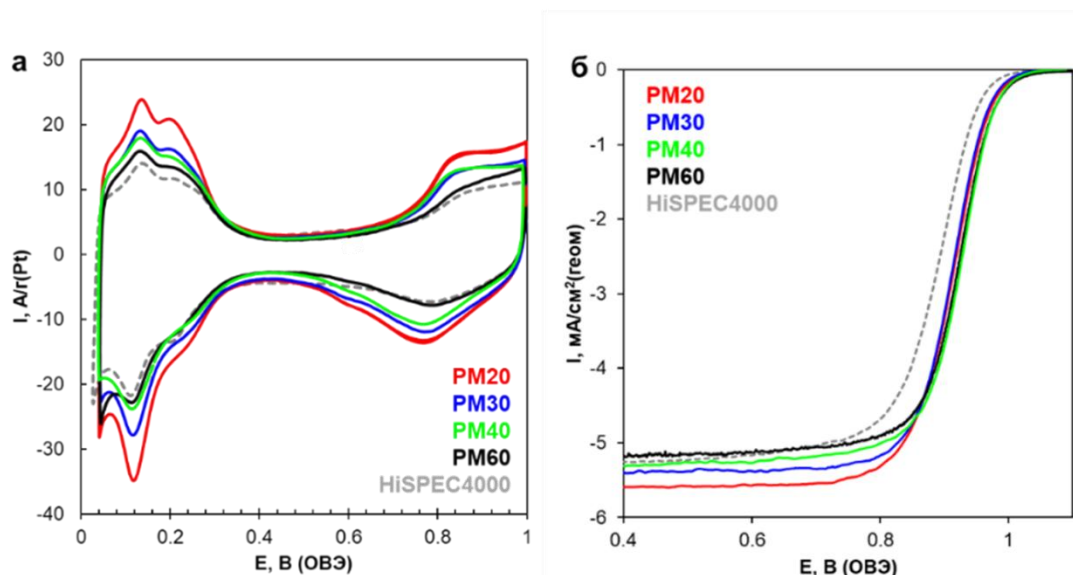 а
30
20
10
0
-10
-20
-30
-40
I, А/г(Pt)
PM20
PM30
PM40
PM60
HiSPEC4000
0 0.2 0.4 0.6 0.8 1
E, В (ОВЭ)
б
0
-1
-2
-3
-4
-5
-6
I, мА/см²(геом)
PM20
PM30
PM40
PM60
HiSPEC4000
0.4 0.6 0.8 1
E, В (ОВЭ)